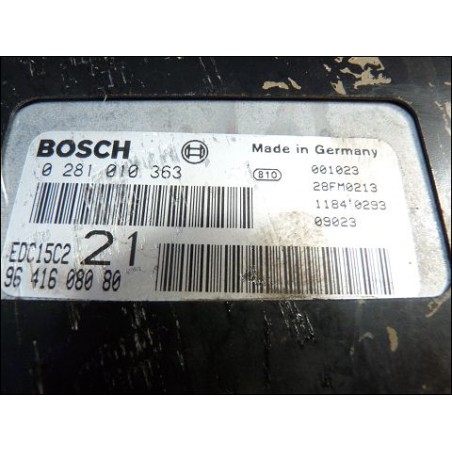 BOSCH
Made in Germany
0 281 010 363
810
001023
28FM0213
1184'0293
09023
EDC15C2 21
96 416 080 80